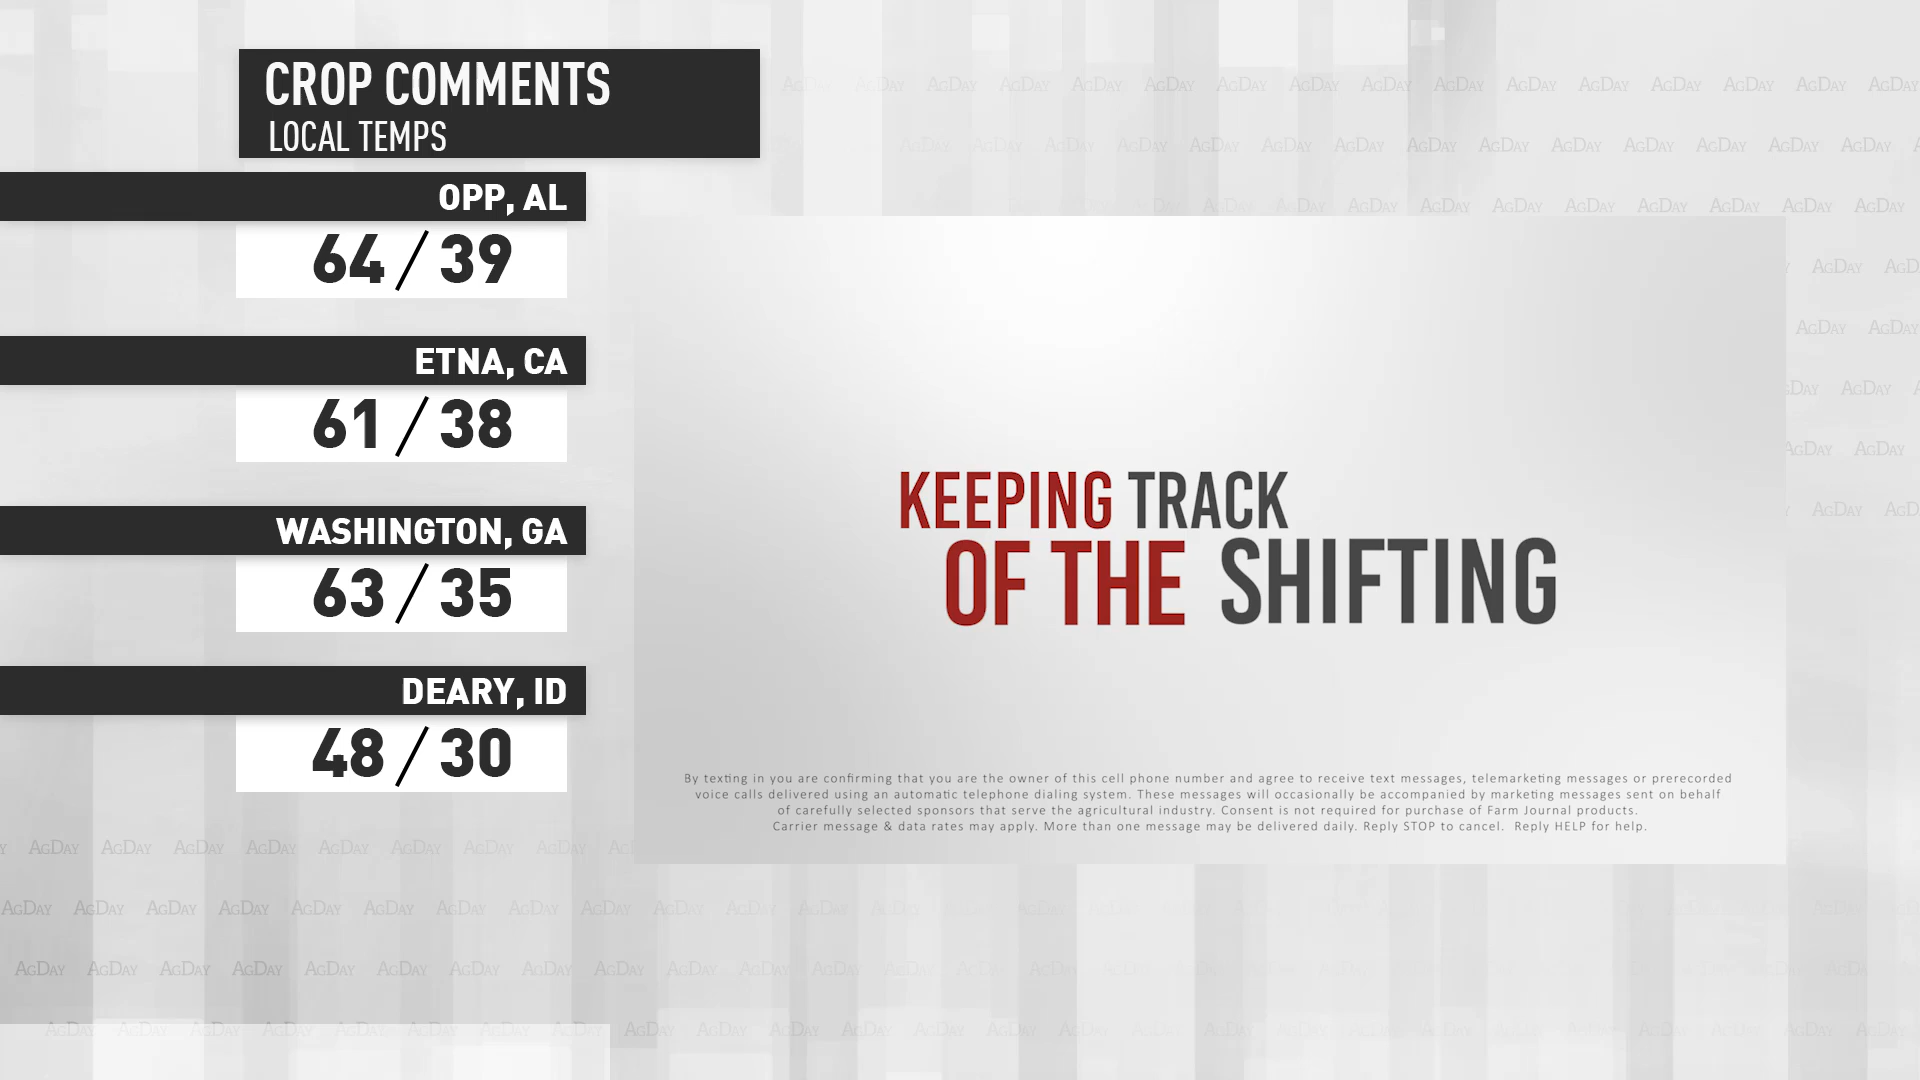 CROP COMMENTS
LOCAL TEMPS
OPP, AL
64/39
ETNA, CA
61/38
WASHINGTON, GA
63/35
DEARY, ID
48/30
KEEPING TRACK
OF THE SHIFTING
By texting in you are confirming that you are the owner of this cell phone number and agree to receive text messages, telemarketing messages or prerecorded
voice calls delivered using an automatic telephone dialing system. These messages will occasionally be accompanied by marketing messages sent on behalf
of carefully selected sponsors that serve the agricultural industry. Consent is not required for purchase of Farm Journal products.
Carrier message & data rates may apply. More than one message may be delivered daily. Reply STOP to cancel. Reply HELP for help.
AGDAY